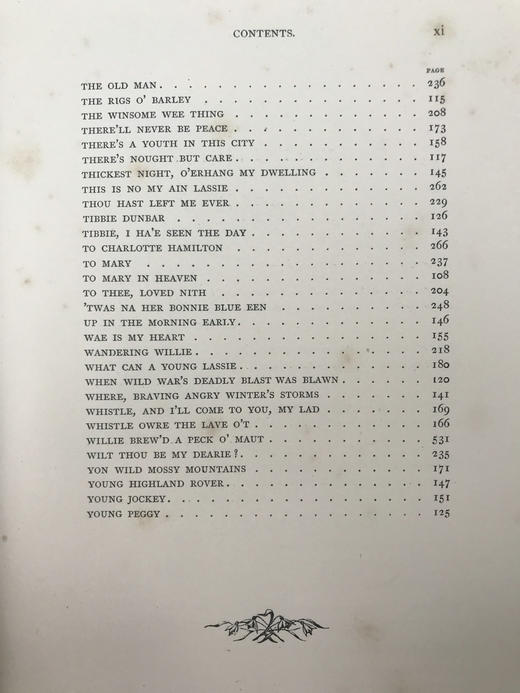 CONTENTS. xi
PAGE
THE OLD MAN. . . . . . . . . . . . . . . . . . 236
THE RIGS O' BARLEY . . . . . . . . . . . . . . . 115
THE WINSOME WEE THING . . . . . . . . . . . . . 208
THERE'LL NEVER BE PEACE . . . . . . . . . . . . . 173
THERE'S A YOUTH IN THIS CITY . . . . . . . . . . . 158
THERE'S NOUGHT BUT CARE . . . . . . . . . . . . . 117
THICKEST NIGHT, O'ERHANG MY DWELLING . . . . . . . 145
THIS IS NO MY AIN LASSIE . . . . . . . . . . . . . 262
THOU HAST LEFT ME EVER . . . . . . . . . . . . . 229
TIBBIE DUNBAR . . . . . . . . . . . . . . . . . 126
TIBBIE, I HA'E SEEN THE DAY . . . . . . . . . . . . 143
TO CHARLOTTE HAMILTON . . . . . . . . . . . . . 266
TO MARY . . . . . . . . . . . . . . . . . . 237
TO MARY IN HEAVEN . . . . . . . . . . . . . . . 108
TO THEE, LOVED NITH . . . . . . . . . . . . . . 204
'TWAS NA HER BONNIE BLUE EEN . . . . . . . . . . 248
UP IN THE MORNING EARLY. . . . . . . . . . . . . 146
WAE IS MY HEART . . . . . . . . . . . . . . . . 155
WANDERING WILLIE . . . . . . . . . . . . . . . . 218
WHAT CAN A YOUNG LASSIE . . . . . . . . . . . . . 180
WHEN WILD WAR'S DEADLY BLAST WAS BLAWN . . . . . . 120
WHERE, BRAVING ANGRY WINTER'S STORMS . . . . . . . 141
WHISTLE, AND I'LL COME TO YOU, MY LAD . . . . . . . 169
WHISTLE OWRE THE LAVE O'T . . . . . . . . . . . . 166
WILLIE BREW'D A PECK O' MAUT . . . . . . . . . . . 531
WILT THOU BE MY DEARIE? . . . . . . . . . . . . . 235
YON WILD MOSSY MOUNTAINS . . . . . . . . . . . . 171
YOUNG HIGHLAND ROVER. . . . . . . . . . . . . . 147
YOUNG JOCKEY. . . . . . . . . . . . . . . . . 151
YOUNG PEGGY . . . . . . . . . . . . . . . . . 125